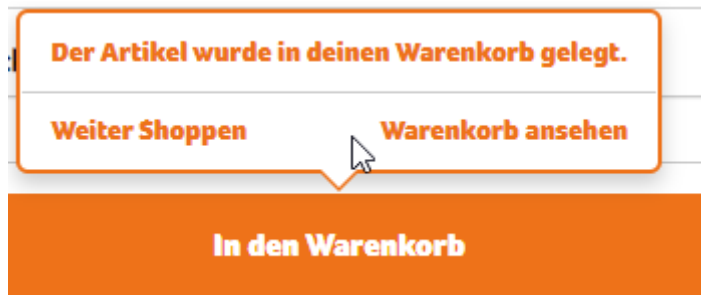 Der Artikel wurde in deinen Warenkorb gelegt.
Weiter Shoppen Warenkorb ansehen
In den Warenkorb